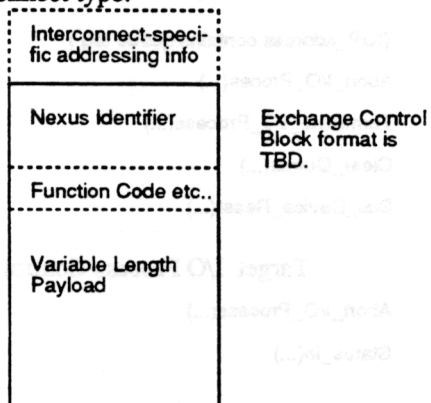 Interconnect-speci-
fic addressing info
Nexus Identifier
Exchange Control
Block format is
TBD.
Function Code etc..
Variable Length
Payload
Target I/O